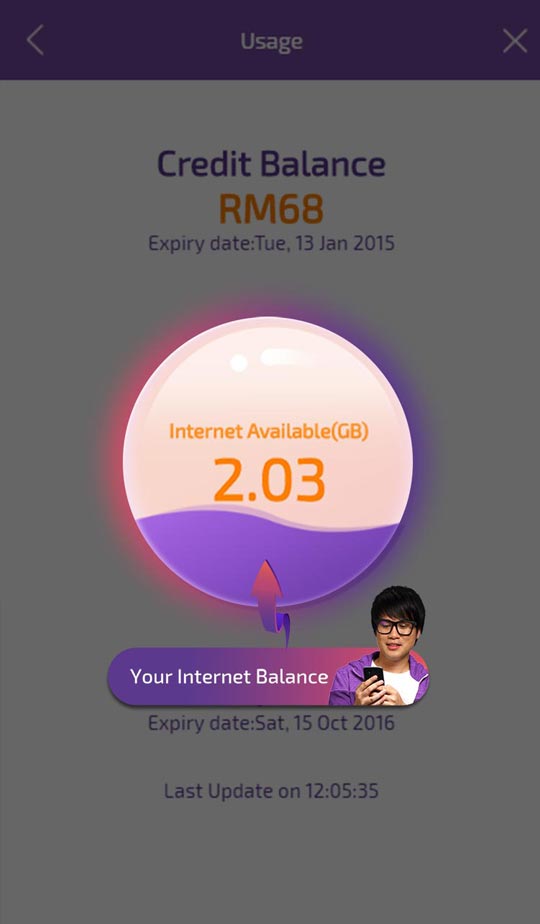 Usage
Credit Balance
RM68
Expiry date:Tue, 13 Jan 2015
Internet Available(GB)
2.03
Your Internet Balance
Expiry date:Sat, 15 Oct 2016
Last Update on 12:05:35